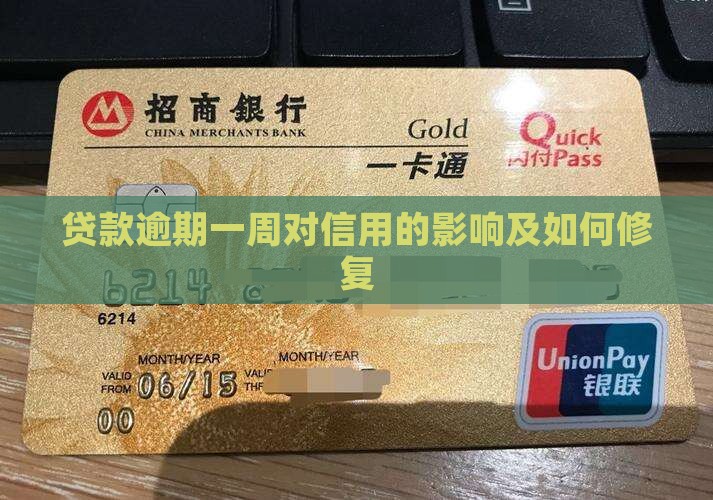 招商銀行
CHINA MERCHANTS BANK
Gold
一卡通
Quick
闪付Pass
贷款逾期一周对信用的影响及如何修
复
6214
6214
MONTH/YEAR MONTH/YEAR
VALID
FROM 06/15
00
UnionPay
银联